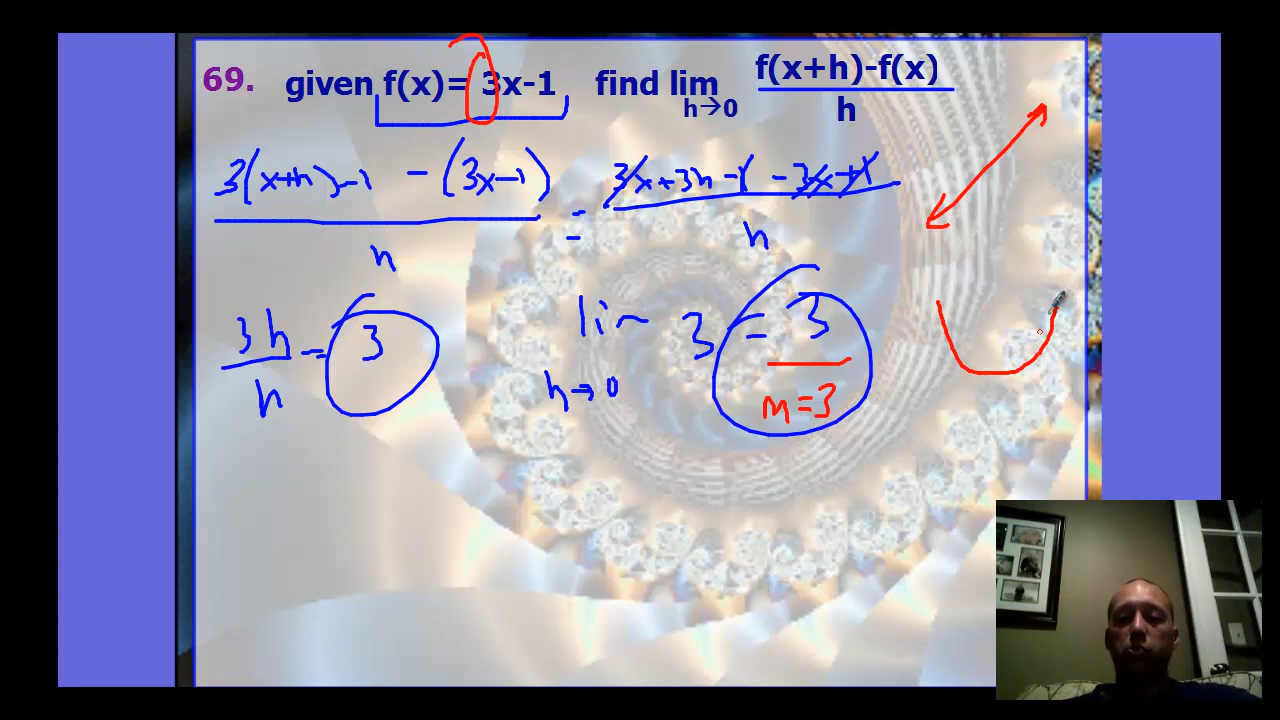 69. given f(x)= 3x-1 find lim f(x+h)-f(x)
h→0 h
3(x+h)-1 - (3x-1) = 3x+3h-1-3x+1
h h
3h = 3 lim 3 = 3
h h→0 m=3